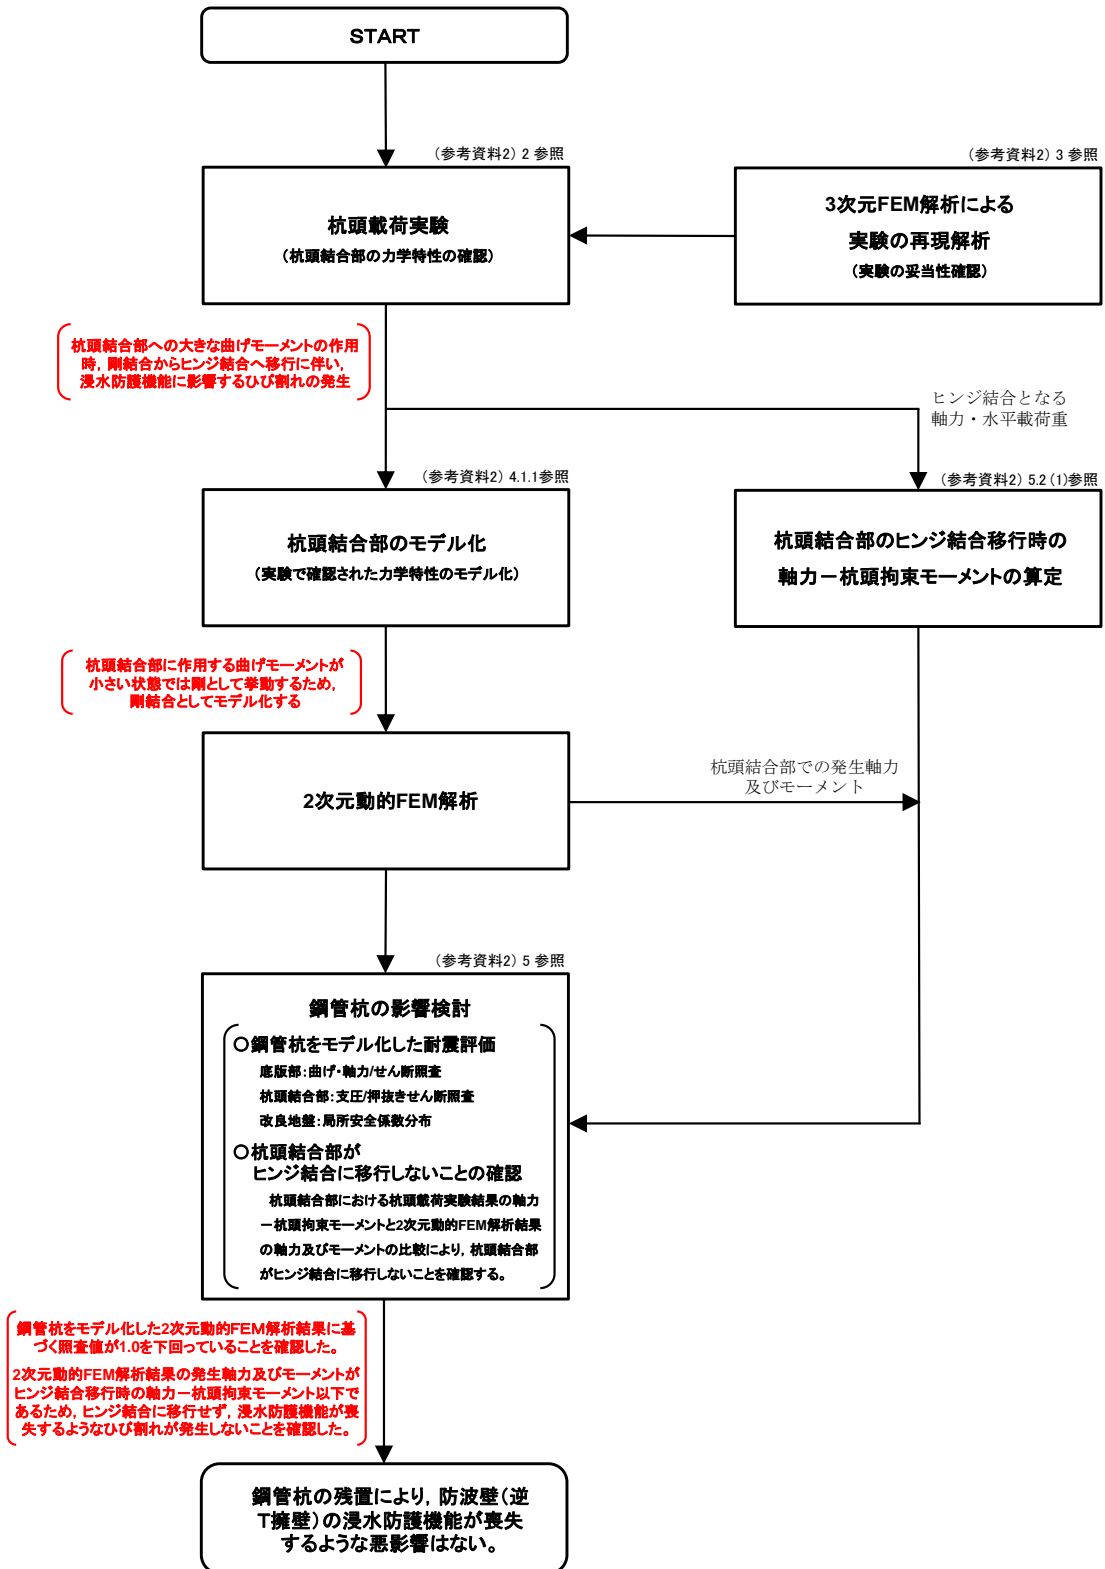 START
(参考資料2) 2 参照
杭頭載荷実験
(杭頭結合部の力学特性の確認)
(参考資料2) 3 参照
3次元FEM解析による
実験の再現解析
(実験の妥当性確認)
杭頭結合部への大きな曲げモーメントの作用
時，剛結合からヒンジ結合へ移行に伴い，
浸水防護機能に影響するひび割れの発生
ヒンジ結合となる
軸力・水平載荷重
(参考資料2) 4.1.1参照
杭頭結合部のモデル化
(実験で確認された力学特性のモデル化)
(参考資料2) 5.2 (1)参照
杭頭結合部のヒンジ結合移行時の
軸力－杭頭拘束モーメントの算定
杭頭結合部に作用する曲げモーメントが
小さい状態では剛として挙動するため，
剛結合としてモデル化する
2次元動的FEM解析
杭頭結合部での発生軸力
及びモーメント
(参考資料2) 5 参照
鋼管杭の影響検討
○鋼管杭をモデル化した耐震評価
底版部：曲げ・軸力/せん断照査
杭頭結合部：支圧/押抜きせん断照査
改良地盤：局所安全係数分布
○杭頭結合部が
ヒンジ結合に移行しないことの確認
杭頭結合部における杭頭載荷実験結果の軸力
－杭頭拘束モーメントと2次元動的FEM解析結果
の軸力及びモーメントの比較により，杭頭結合部
がヒンジ結合に移行しないことを確認する。
鋼管杭をモデル化した2次元動的FEM解析結果に基
づく照査値が1.0を下回っていることを確認した。
2次元動的FEM解析結果の発生軸力及びモーメントが
ヒンジ結合移行時の軸力－杭頭拘束モーメント以下で
あるため，ヒンジ結合に移行せず，浸水防護機能が喪
失するようなひび割れが発生しないことを確認した。
鋼管杭の残置により，防波壁（逆
T擁壁）の浸水防護機能が喪失
するような悪影響はない。